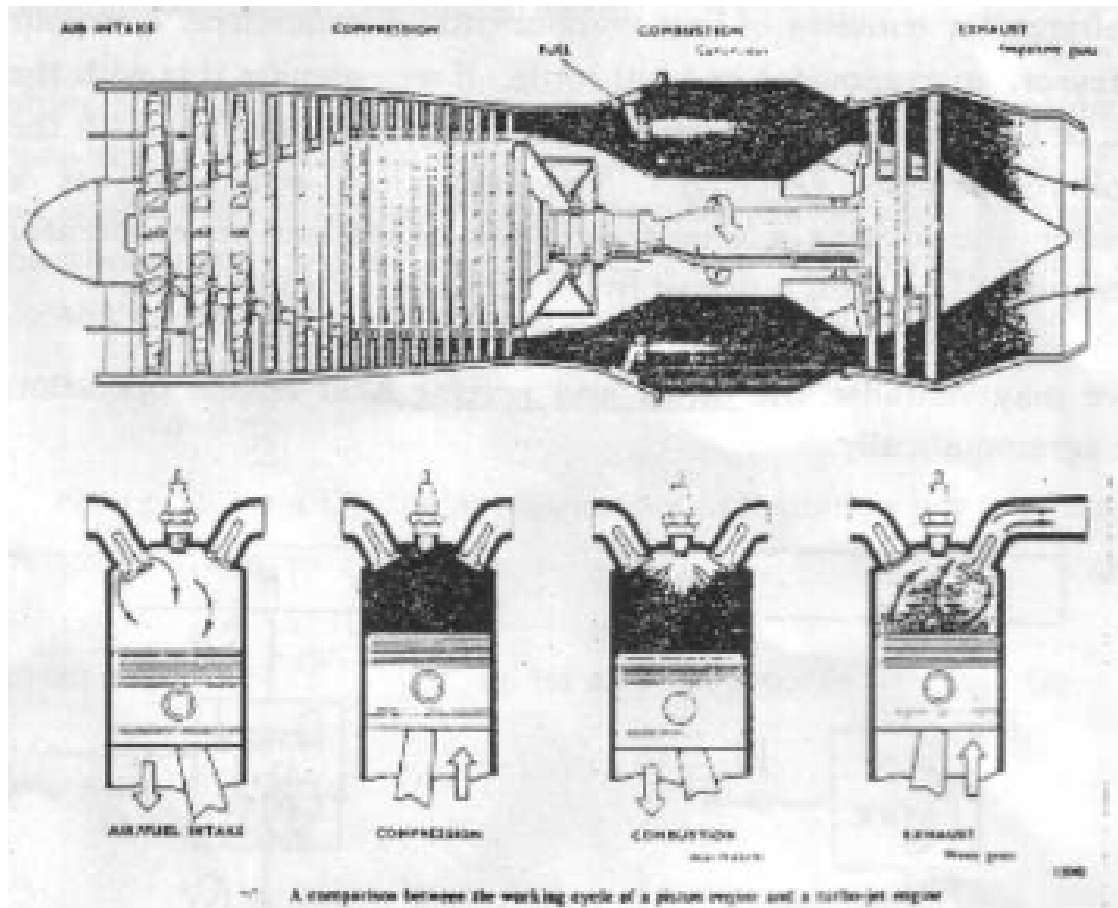 AIR INTAKE COMPRESSION COMBUSTION EXHAUST
FUEL
AIR/FUEL INTAKE COMPRESSION COMBUSTION EXHAUST
A comparison between the working cycle of a piston engine and a turbo-jet engine